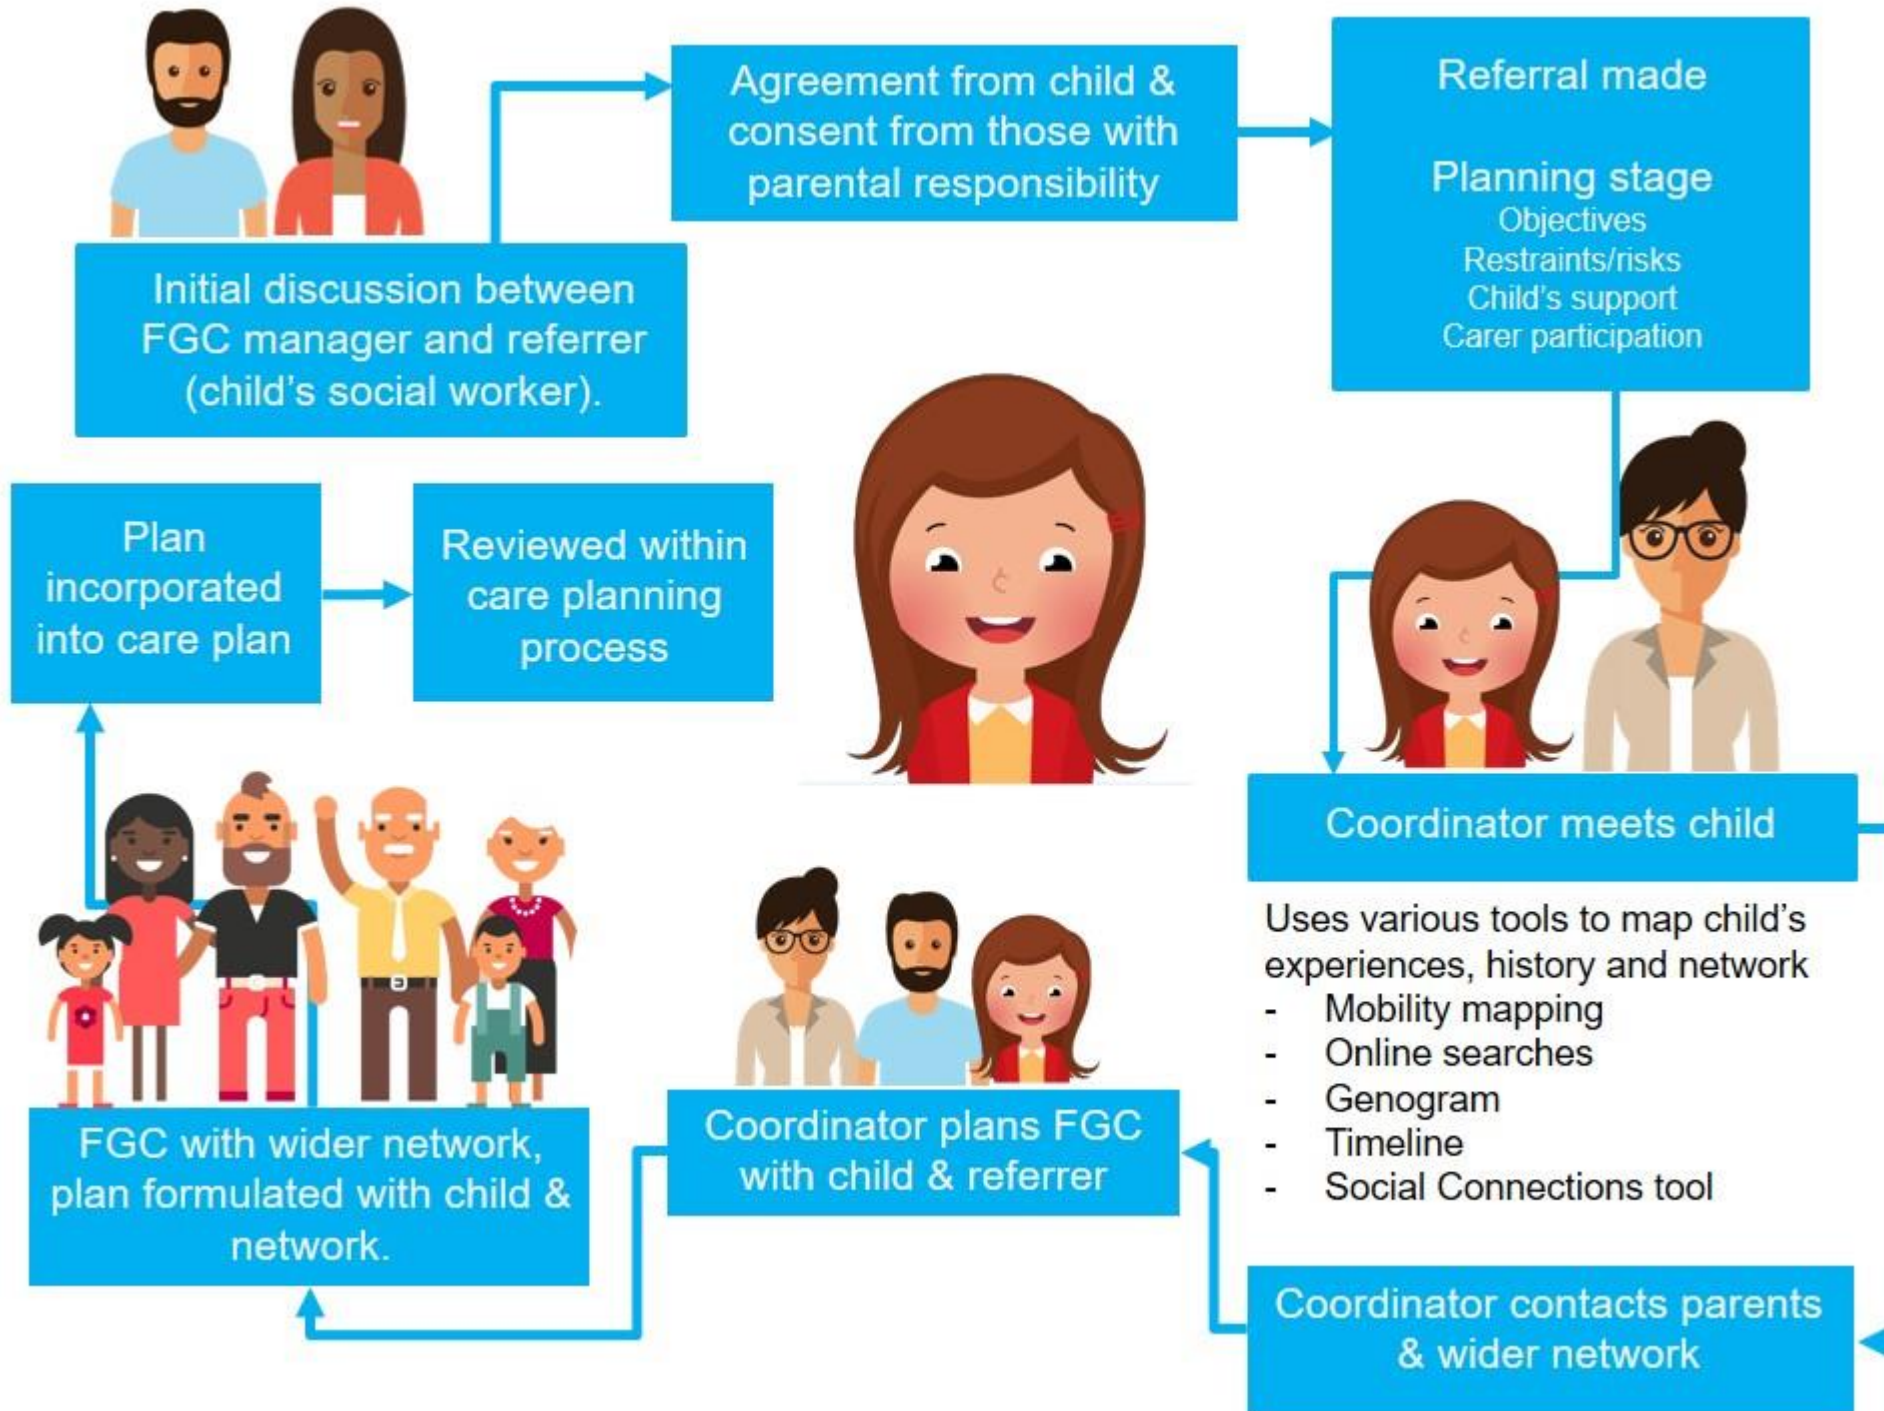 Initial discussion between
FGC manager and referrer
(child's social worker).
Agreement from child &
consent from those with
parental responsibility
Referral made
Planning stage
Objectives
Restraints/risks
Child's support
Carer participation
Coordinator meets child
Uses various tools to map child's
experiences, history and network
- Mobility mapping
- Online searches
- Genogram
- Timeline
- Social Connections tool
Coordinator contacts parents
& wider network
Coordinator plans FGC
with child & referrer
FGC with wider network,
plan formulated with child &
network.
Plan
incorporated
into care plan
Reviewed within
care planning
process